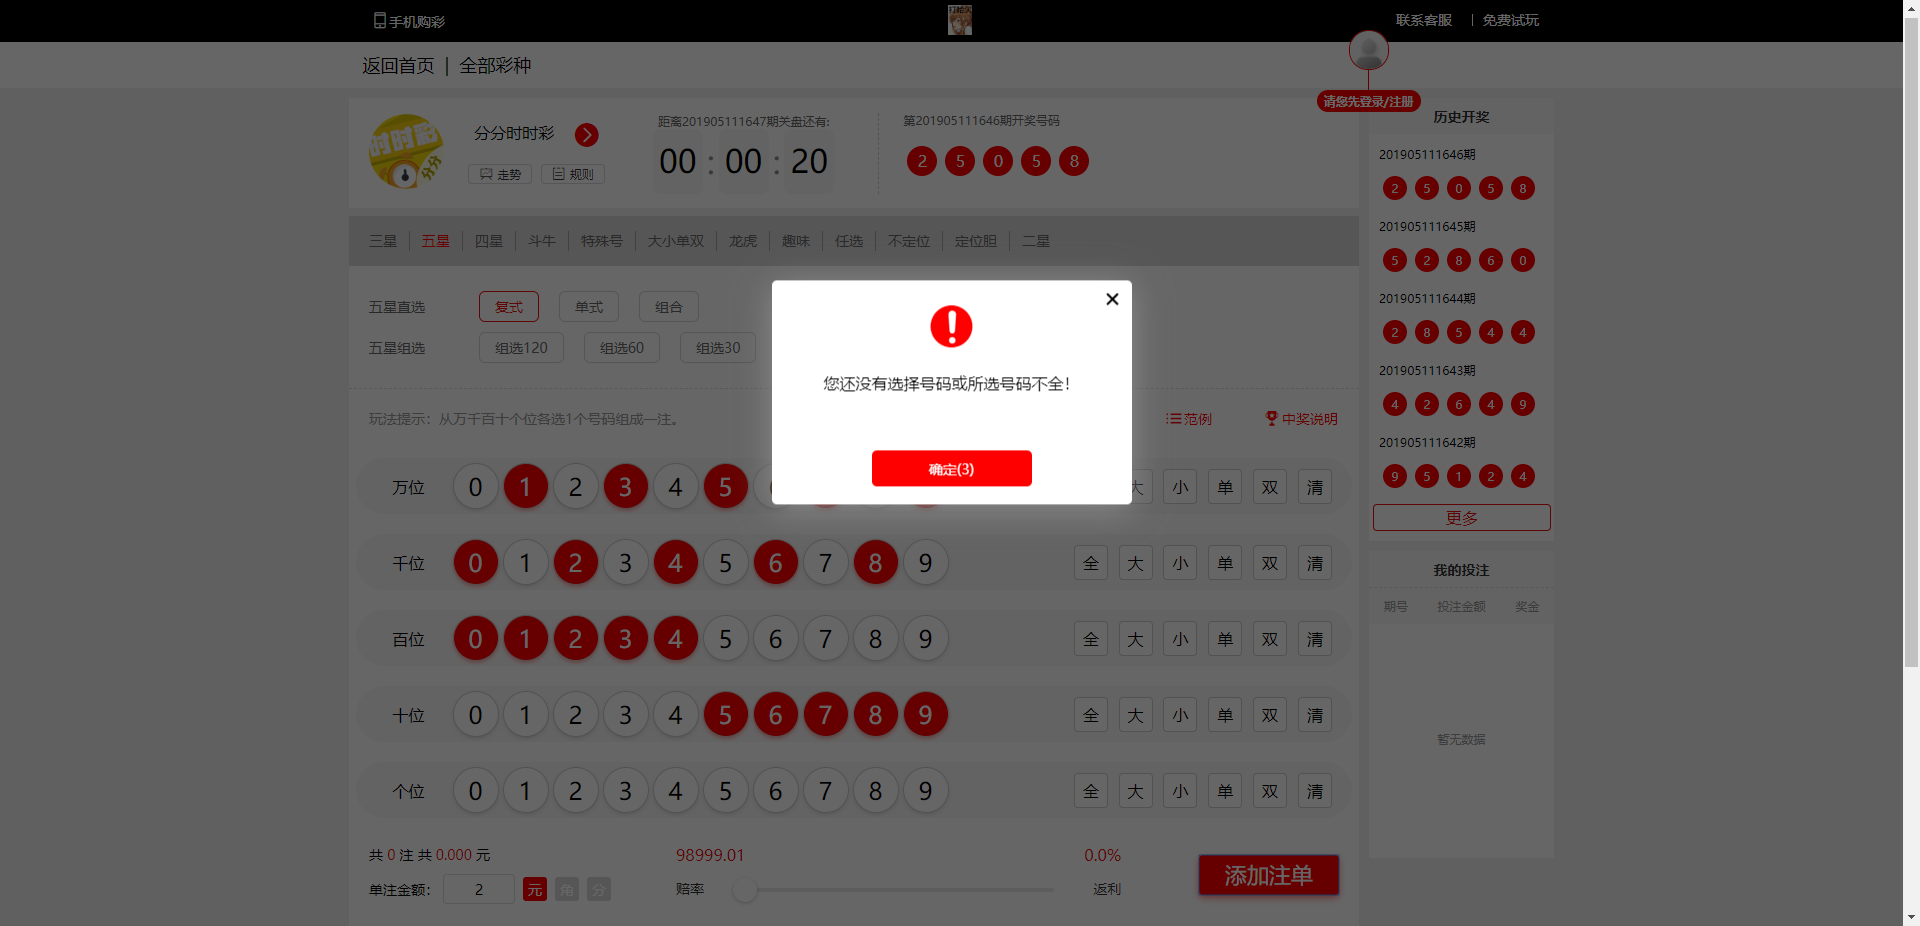 手机购彩
联系客服 | 免费试玩
返回首页 | 全部彩种
请您先登录/注册
时时彩
分分
分分时时彩
走势
规则
距离201905111647期关盘还有:
00 : 00 : 20
第201905111646期开奖号码
2 5 0 5 8
历史开奖
201905111646期
2 5 0 5 8
201905111645期
5 2 8 6 0
201905111644期
2 8 5 4 4
201905111643期
4 2 6 4 9
201905111642期
9 5 1 2 4
更多
三星 五星 四星 斗牛 特殊号 大小单双 龙虎 趣味 任选 不定位 定位胆 二星
五星直选 复式 单式 组合
五星组选 组选120 组选60 组选30
您还没有选择号码或所选号码不全!
确定(3)
玩法提示: 从万千百十个位各选1个号码组成一注。
范例
中奖说明
万位 0 1 2 3 4 5 大 小 单 双 清
千位 0 1 2 3 4 5 6 7 8 9 全 大 小 单 双 清
百位 0 1 2 3 4 5 6 7 8 9 全 大 小 单 双 清
十位 0 1 2 3 4 5 6 7 8 9 全 大 小 单 双 清
个位 0 1 2 3 4 5 6 7 8 9 全 大 小 单 双 清
我的投注
期号 投注金额 奖金
暂无数据
共 0 注 共 0.000 元
98999.01
0.0%
单注金额: 2 元 角 分
赔率
返利
添加注单